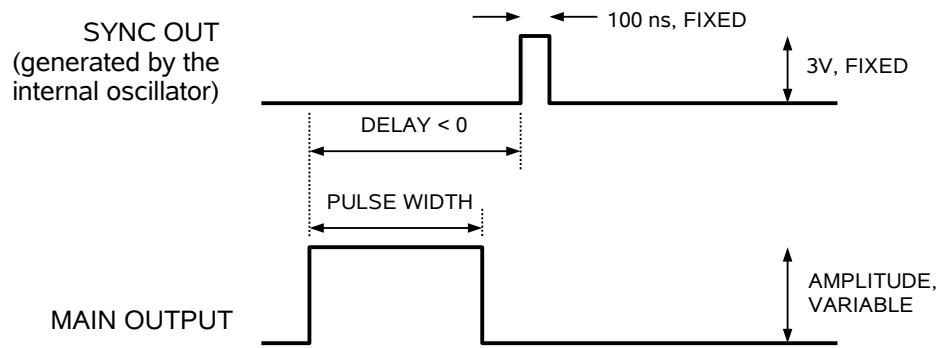 SYNC OUT
(generated by the
internal oscillator)
100 ns, FIXED
3V, FIXED
DELAY < 0
PULSE WIDTH
AMPLITUDE,
VARIABLE
MAIN OUTPUT